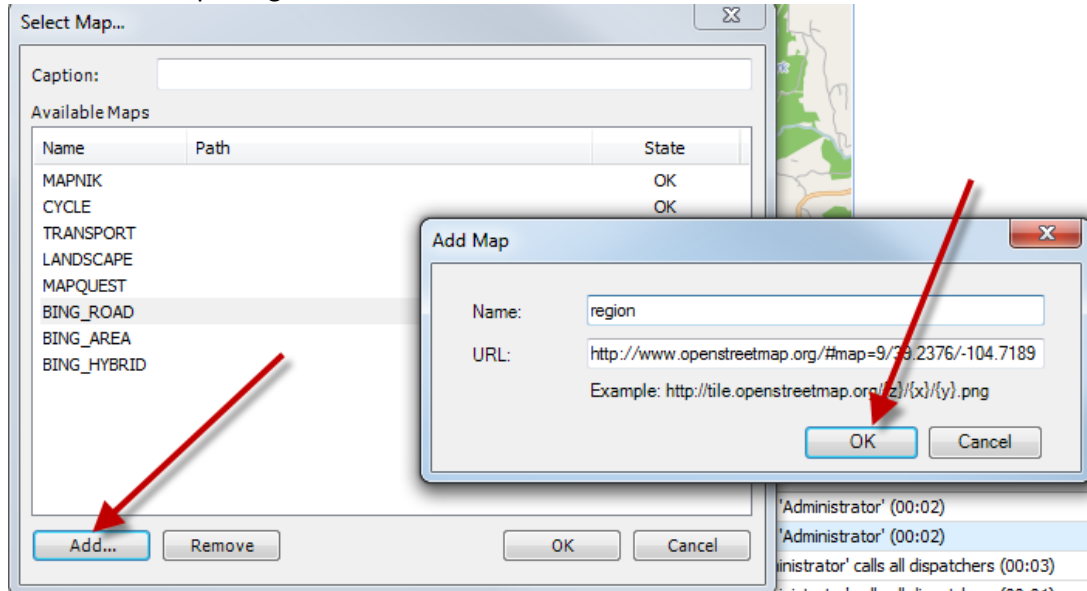 Select Map...
Caption:
Available Maps
Name Path State
MAPNIK OK
CYCLE OK
TRANSPORT
LANDSCAPE
MAPQUEST
BING_ROAD
BING_AREA
BING_HYBRID
Add... Remove OK Cancel
Add Map
Name: region
URL: http://www.openstreetmap.org/#map=9/39.2376/-104.7189
Example: http://tile.openstreetmap.org/{z}/{x}/{y}.png
OK Cancel
'Administrator' (00:02)
'Administrator' (00:02)
inistrator' calls all dispatchers (00:03)